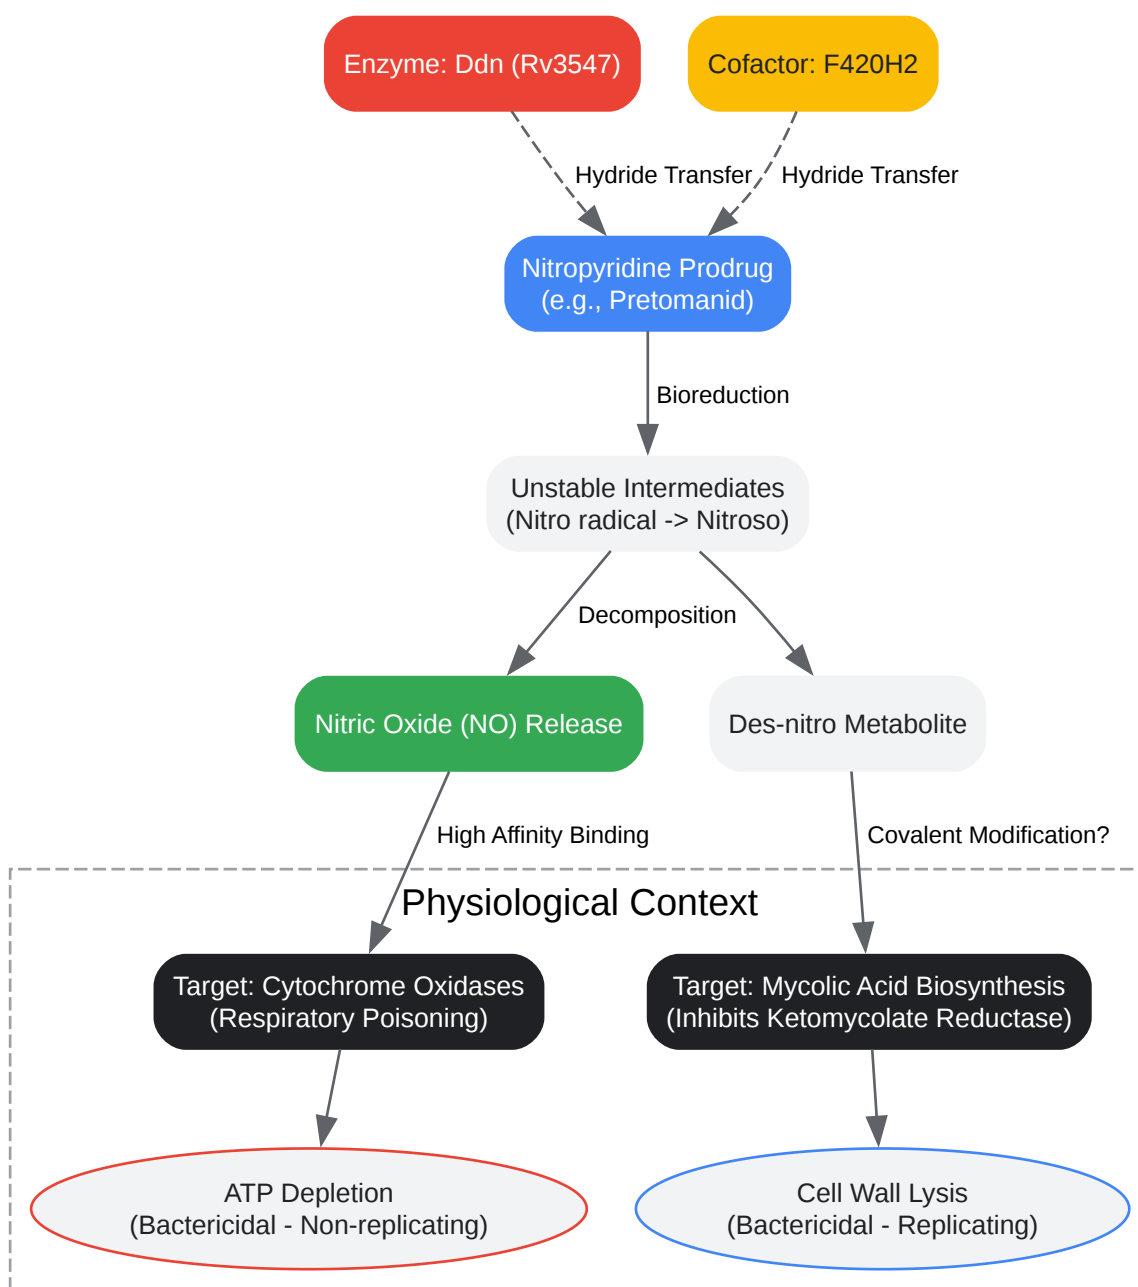 Enzyme: Ddn (Rv3547)
Cofactor: F420H2
Hydride Transfer
Hydride Transfer
Nitropyridine Prodrug
(e.g., Pretomanid)
Bioreduction
Unstable Intermediates
(Nitro radical -> Nitroso)
Decomposition
Nitric Oxide (NO) Release
Des-nitro Metabolite
High Affinity Binding
Covalent Modification?
Physiological Context
Target: Cytochrome Oxidases
(Respiratory Poisoning)
Target: Mycolic Acid Biosynthesis
(Inhibits Ketomycolate Reductase)
ATP Depletion
(Bactericidal - Non-replicating)
Cell Wall Lysis
(Bactericidal - Replicating)